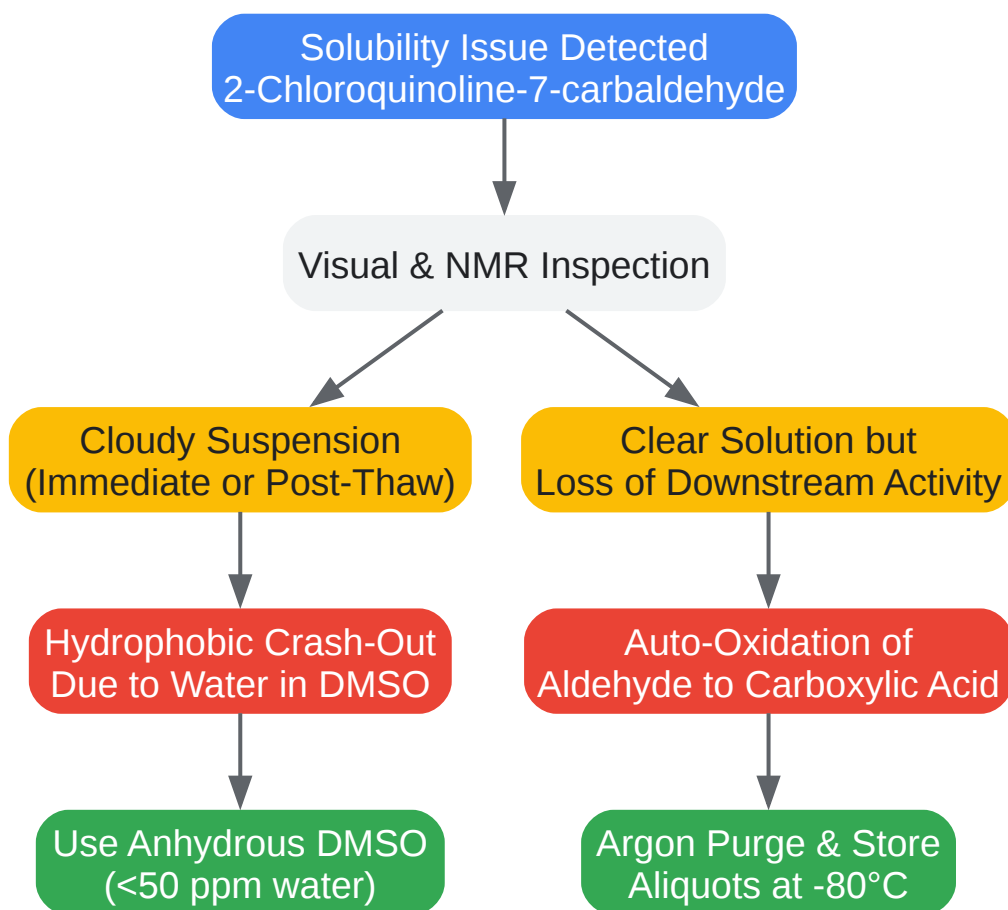 Solubility Issue Detected
2-Chloroquinoline-7-carbaldehyde
Visual & NMR Inspection
Cloudy Suspension
(Immediate or Post-Thaw)
Clear Solution but
Loss of Downstream Activity
Hydrophobic Crash-Out
Due to Water in DMSO
Auto-Oxidation of
Aldehyde to Carboxylic Acid
Use Anhydrous DMSO
(<50 ppm water)
Argon Purge & Store
Aliquots at -80°C